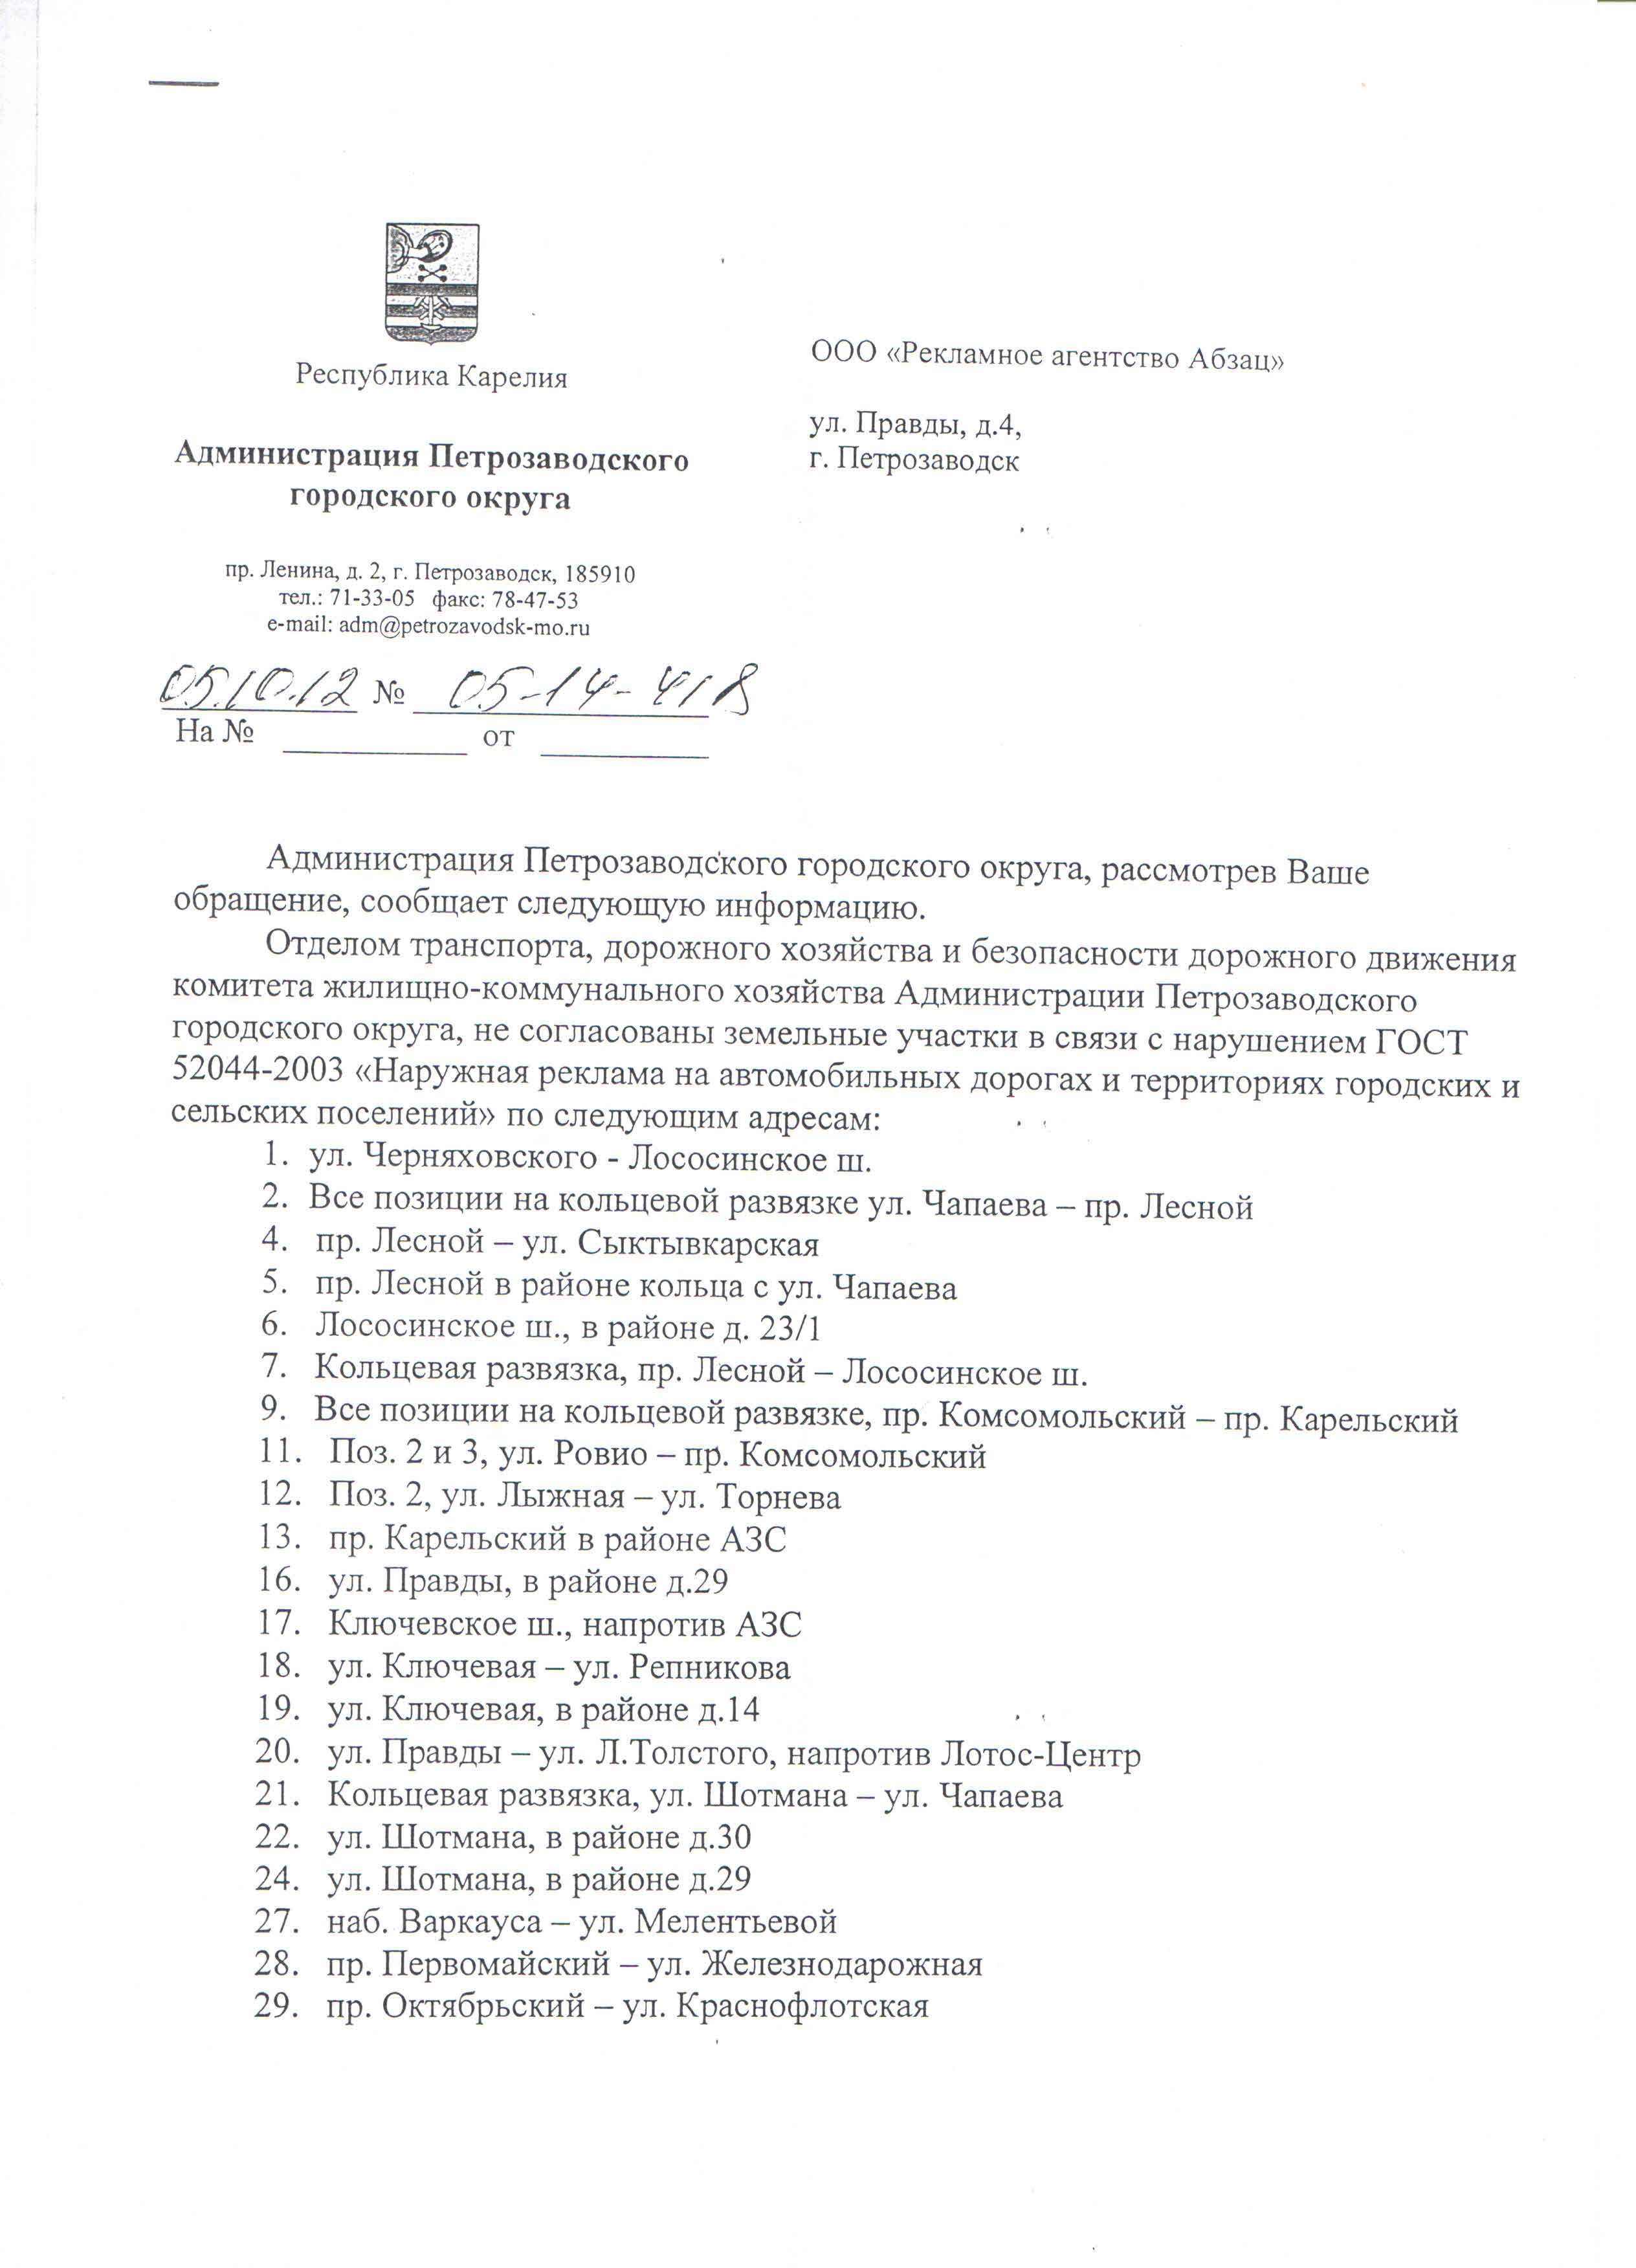 Республика Карелия
Администрация Петрозаводского
городского округа
пр. Ленина, д. 2, г. Петрозаводск, 185910
тел.: 71-33-05 факс: 78-47-53
e-mail: adm@petrozavodsk-mo.ru
05.10.12 № 05-14-418
На № от
ООО «Рекламное агентство Абзац»
ул. Правды, д.4,
г. Петрозаводск
Администрация Петрозаводского городского округа, рассмотрев Ваше
обращение, сообщает следующую информацию.
Отделом транспорта, дорожного хозяйства и безопасности дорожного движения
комитета жилищно-коммунального хозяйства Администрации Петрозаводского
городского округа, не согласованы земельные участки в связи с нарушением ГОСТ
52044-2003 «Наружная реклама на автомобильных дорогах и территориях городских и
сельских поселений» по следующим адресам:
1. ул. Черняховского - Лососинское ш.
2. Все позиции на кольцевой развязке ул. Чапаева – пр. Лесной
4. пр. Лесной – ул. Сыктывкарская
5. пр. Лесной в районе кольца с ул. Чапаева
6. Лососинское ш., в районе д. 23/1
7. Кольцевая развязка, пр. Лесной – Лососинское ш.
9. Все позиции на кольцевой развязке, пр. Комсомольский – пр. Карельский
11. Поз. 2 и 3, ул. Ровио – пр. Комсомольский
12. Поз. 2, ул. Лыжная – ул. Торнева
13. пр. Карельский в районе АЗС
16. ул. Правды, в районе д.29
17. Ключевское ш., напротив АЗС
18. ул. Ключевая – ул. Репникова
19. ул. Ключевая, в районе д.14
20. ул. Правды – ул. Л.Толстого, напротив Лотос-Центр
21. Кольцевая развязка, ул. Шотмана – ул. Чапаева
22. ул. Шотмана, в районе д.30
24. ул. Шотмана, в районе д.29
27. наб. Варкауса – ул. Мелентьевой
28. пр. Первомайский – ул. Железнодарожная
29. пр. Октябрьский – ул. Краснофлотская